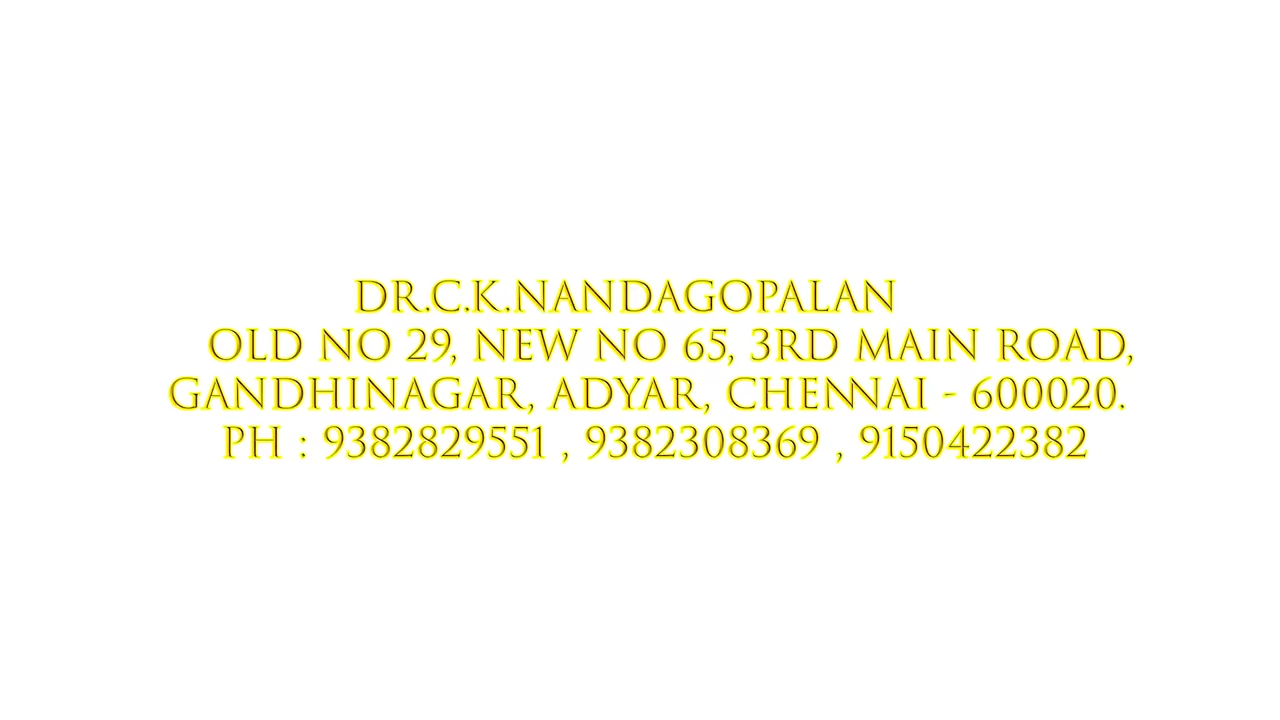 DR.C.K.NANDAGOPALAN
OLD NO 29, NEW NO 65, 3RD MAIN ROAD,
GANDHINAGAR, ADYAR, CHENNAI - 600020.
PH : 9382829551 , 9382308369 , 9150422382